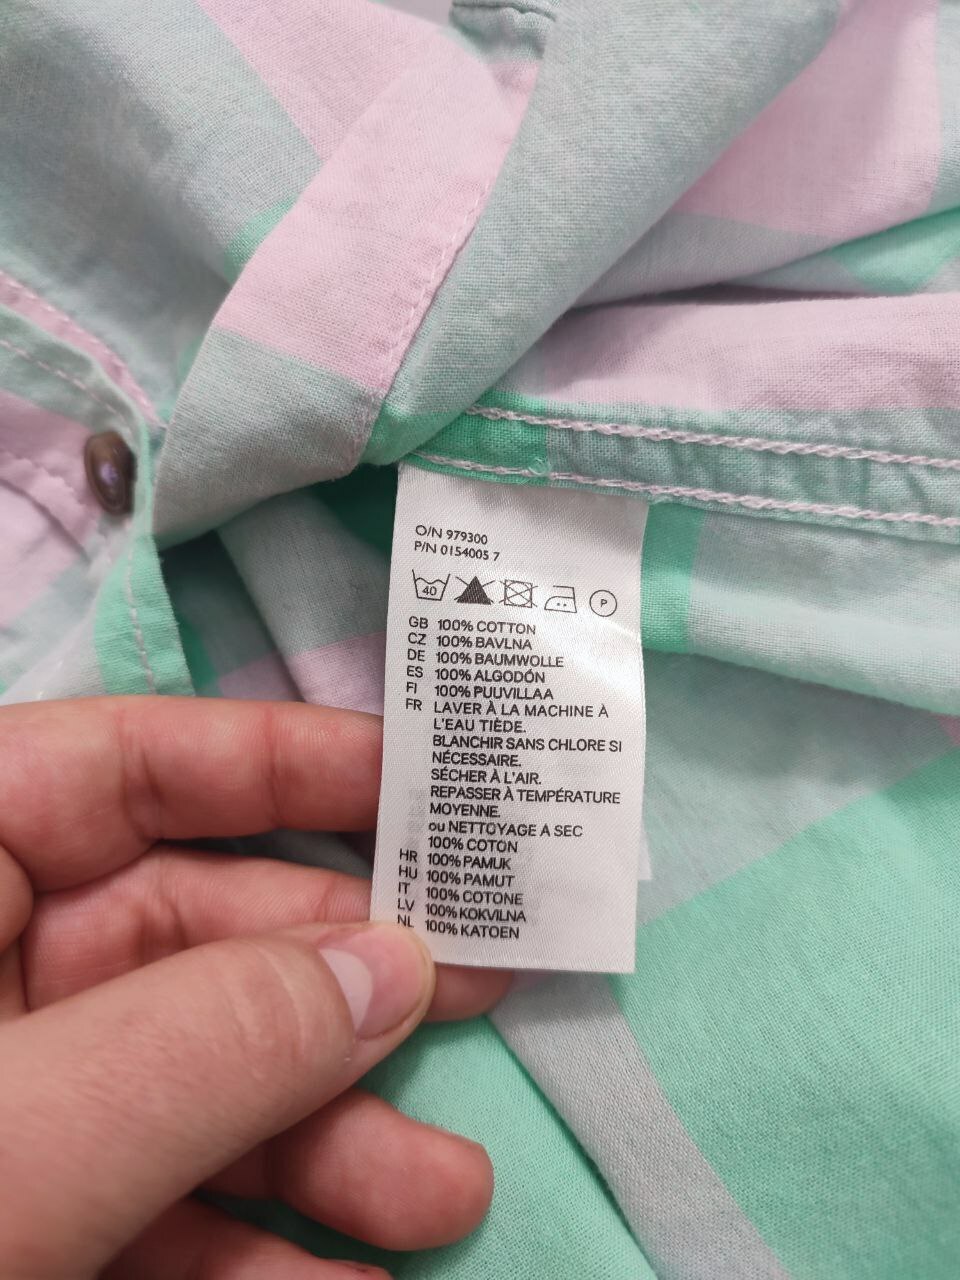 O/N 979300
P/N 0154005 7
40 P
GB 100% COTTON
CZ 100% BAVLNA
DE 100% BAUMWOLLE
ES 100% ALGODÓN
FI 100% PUUVILLAA
FR LAVER À LA MACHINE À
L'EAU TIÈDE.
BLANCHIR SANS CHLORE SI
NÉCESSAIRE.
SÉCHER À L'AIR.
REPASSER À TEMPÉRATURE
MOYENNE.
ou NETTOYAGE A SEC
100% COTON
HR 100% PAMUK
HU 100% PAMUT
IT 100% COTONE
LV 100% KOKVILNA
NL 100% KATOEN